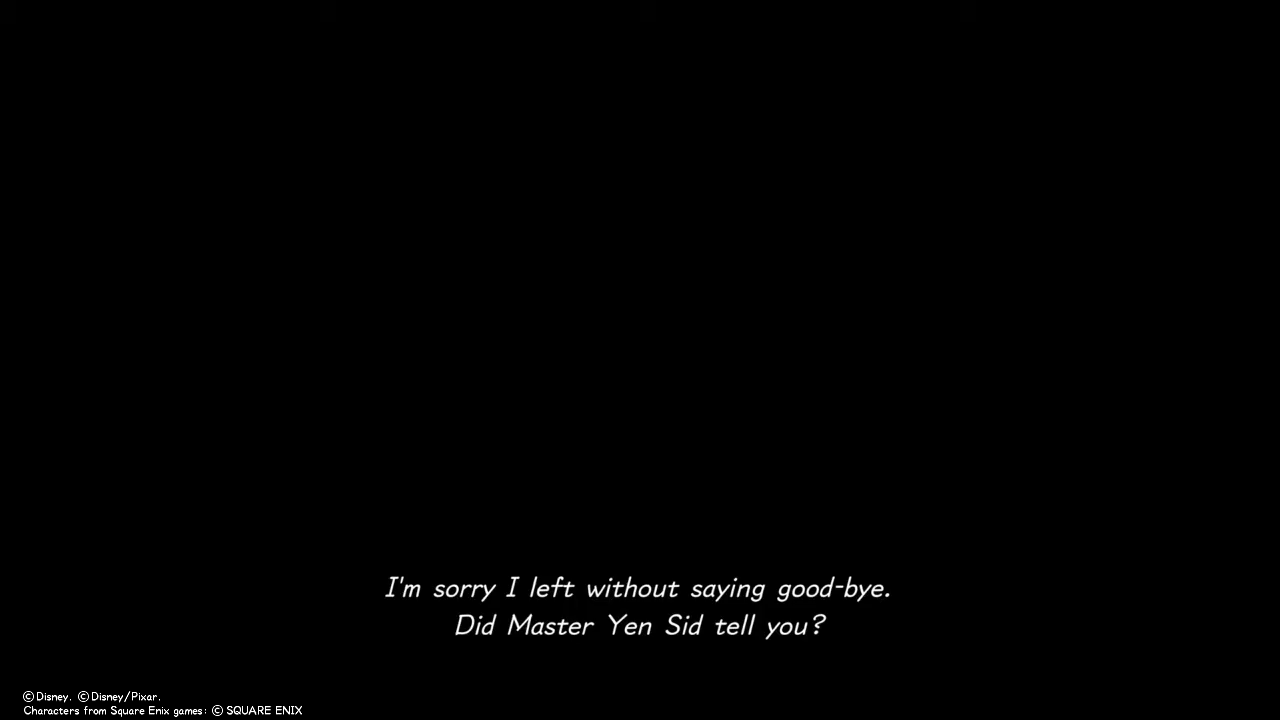 I'm sorry I left without saying good-bye.
Did Master Yen Sid tell you?
©Disney. ©Disney/Pixar.
Characters from Square Enix games: © SQUARE ENIX